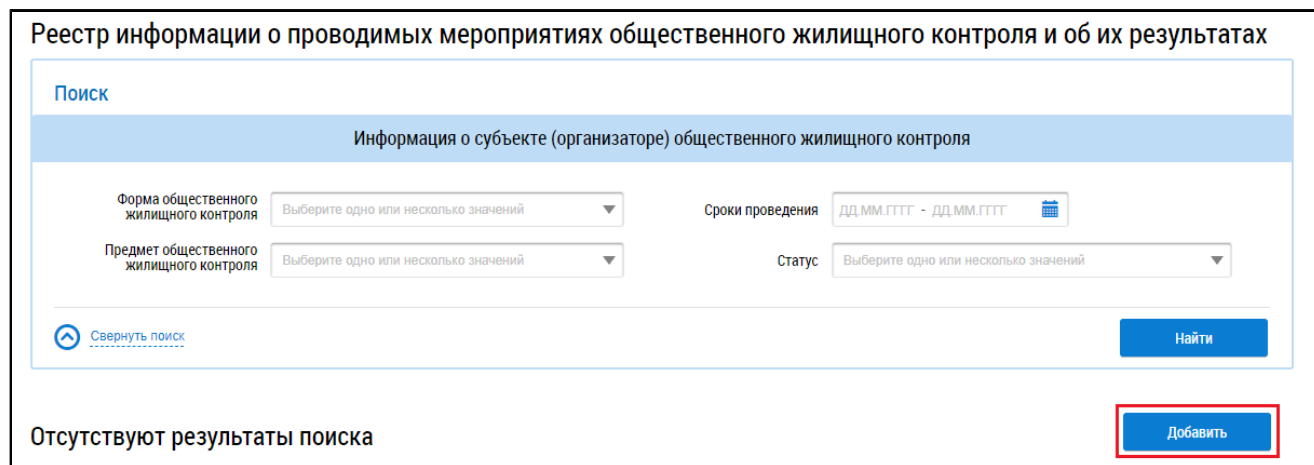 Реестр информации о проводимых мероприятиях общественного жилищного контроля и об их результатах
Поиск
Информация о субъекте (организаторе) общественного жилищного контроля
Форма общественного
жилищного контроля
Выберите одно или несколько значений
Сроки проведения
ДД.ММ.ГГГГ - ДД.ММ.ГГГГ
Предмет общественного
жилищного контроля
Выберите одно или несколько значений
Статус
Выберите одно или несколько значений
Свернуть поиск
Найти
Отсутствуют результаты поиска
Добавить